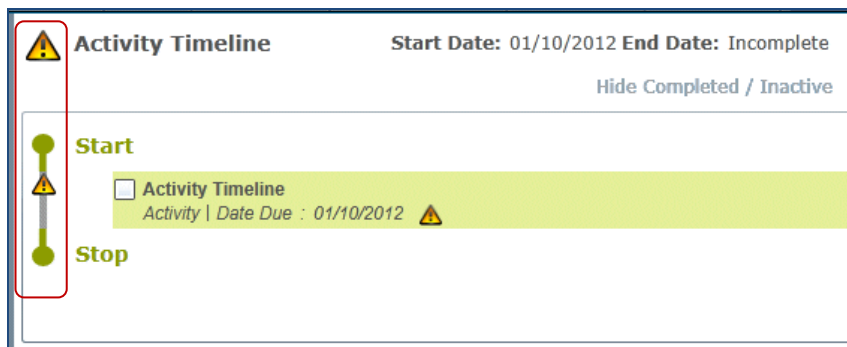 Activity Timeline Start Date: 01/10/2012 End Date: Incomplete
Hide Completed / Inactive
Start
Activity Timeline
Activity | Date Due : 01/10/2012
Stop